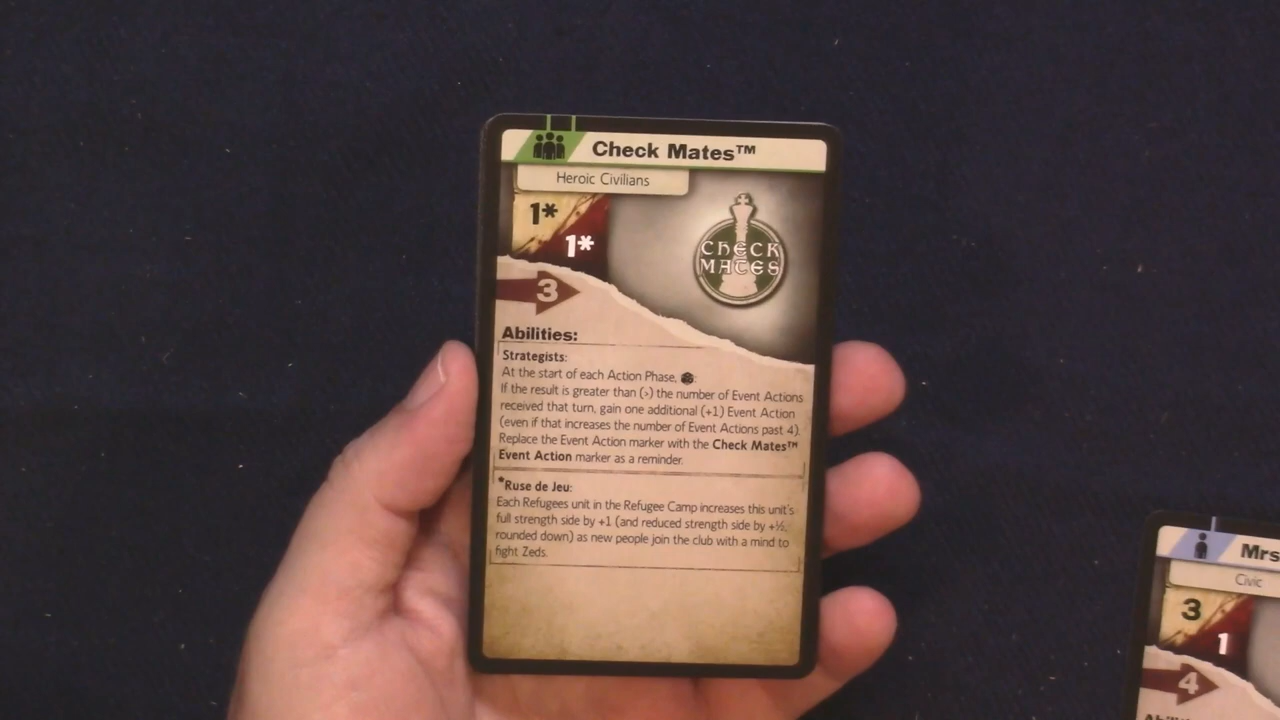 Check Mates™
Heroic Civilians
1*
1*
CHECK
MATES
3
Abilities:
Strategists:
At the start of each Action Phase, :
If the result is greater than (>) the number of Event Actions
received that turn, gain one additional (+1) Event Action
(even if that increases the number of Event Actions past 4).
Replace the Event Action marker with the Check Mates™
Event Action marker as a reminder.
*Ruse de Jeu:
Each Refugees unit in the Refugee Camp increases this unit's
full strength side by +1 (and reduced strength side by +½,
rounded down) as new people join the club with a mind to
fight Zeds.
Mrs
Civic
3
1
4